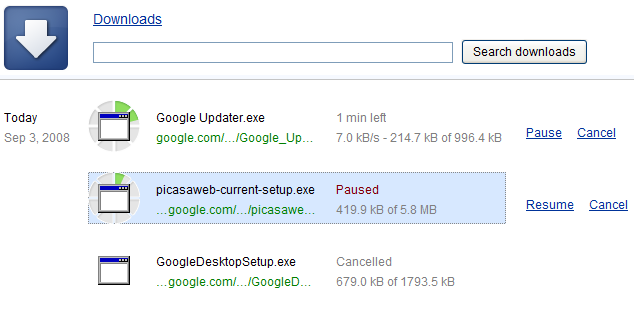 Downloads
Search downloads
Today
Sep 3, 2008
Google Updater.exe
1 min left
google.com/…/Google_Up…
7.0 kB/s - 214.7 kB of 996.4 kB
Pause
Cancel
picasaweb-current-setup.exe
Paused
…google.com/…/picasawe…
419.9 kB of 5.8 MB
Resume
Cancel
GoogleDesktopSetup.exe
Cancelled
…google.com/…/GoogleD…
679.0 kB of 1793.5 kB